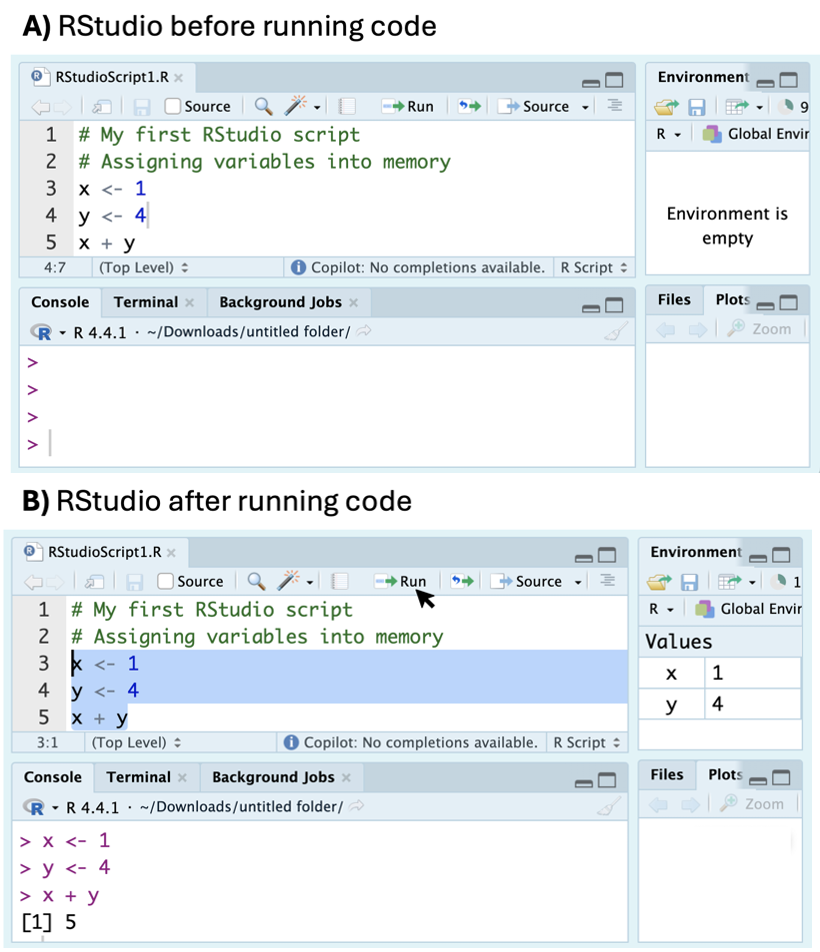 A) RStudio before running code
RStudioScript1.R
Source
Run
Source
1 # My first RStudio script
2 # Assigning variables into memory
3 x <- 1
4 y <- 4
5 x + y
4:7 (Top Level) Copilot: No completions available. R Script
Environment
9
R Global Envir
Environment is
empty
Console Terminal Background Jobs
R R 4.4.1 · ~/Downloads/untitled folder/
>
>
>
>
Files Plots
Zoom
B) RStudio after running code
RStudioScript1.R
Source
Run
Source
1 # My first RStudio script
2 # Assigning variables into memory
3 x <- 1
4 y <- 4
5 x + y
3:1 (Top Level) Copilot: No completions available. R Script
Environment
1
R Global Envir
Values
x 1
y 4
Console Terminal Background Jobs
R R 4.4.1 · ~/Downloads/untitled folder/
> x <- 1
> y <- 4
> x + y
[1] 5
Files Plots
Zoom